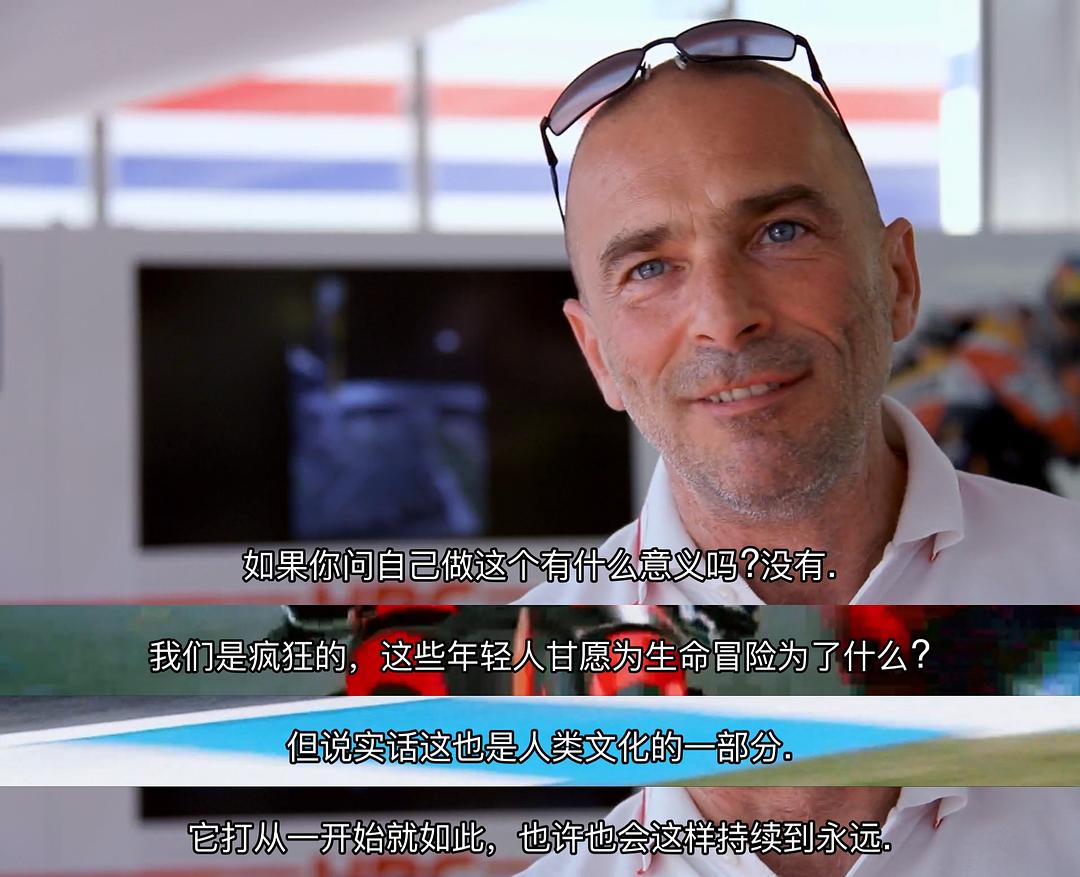 如果你问自己做这个有什么意义吗?没有.
我们是疯狂的，这些年轻人甘愿为生命冒险为了什么?
但说实话这也是人类文化的一部分.
它打从一开始就如此，也许也会这样持续到永远.